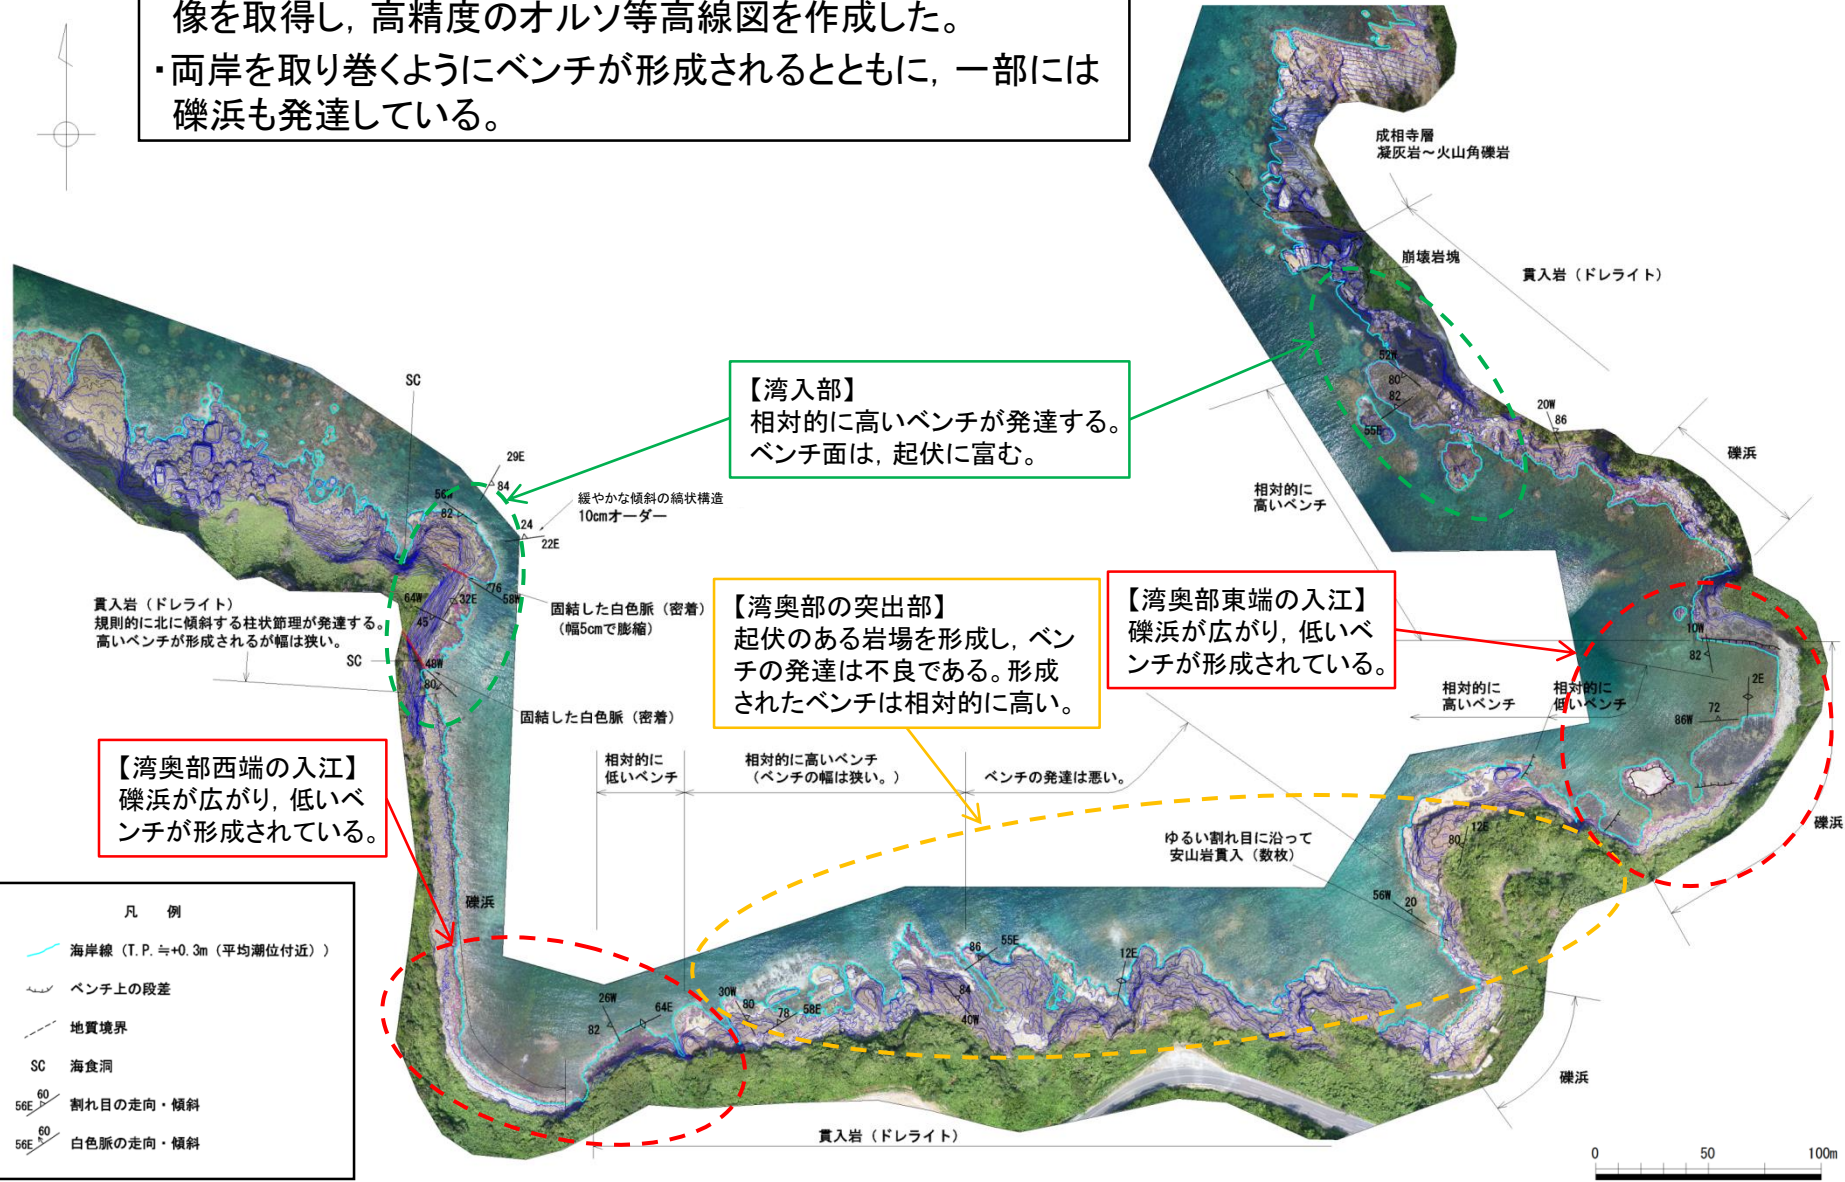 像を取得し，高精度のオルソ等高線図を作成した。
・両岸を取り巻くようにベンチが形成されるとともに，一部には
礫浜も発達している。
成相寺層
凝灰岩～火山角礫岩
崩壊岩塊
貫入岩（ドレライト）
SC
【湾入部】
相対的に高いベンチが発達する。
ベンチ面は，起伏に富む。
52W
80
82
55E
20W
86
礫浜
相対的に
高いベンチ
29E
84
56W
82
緩やかな傾斜の縞状構造
10cmオーダー
24
22E
76
58W
64W
32E
45
固結した白色脈（密着）
（幅5cmで膨縮）
貫入岩（ドレライト）
規則的に北に傾斜する柱状節理が発達する。
高いベンチが形成されるが幅は狭い。
SC
48W
80
固結した白色脈（密着）
【湾奥部の突出部】
起伏のある岩場を形成し，ベン
チの発達は不良である。形成
されたベンチは相対的に高い。
【湾奥部東端の入江】
礫浜が広がり，低いベ
ンチが形成されている。
10W
82
2E
72
86W
相対的に
高いベンチ
相対的に
低いベンチ
【湾奥部西端の入江】
礫浜が広がり，低いベ
ンチが形成されている。
相対的に
低いベンチ
相対的に高いベンチ
（ベンチの幅は狭い。）
ベンチの発達は悪い。
礫浜
ゆるい割れ目に沿って
安山岩貫入（数枚）
12E
80
56W
20
礫浜
86
55E
12E
84
40W
30W
80
78
58E
26W
64E
82
礫浜
貫入岩（ドレライト）
凡 例
海岸線（T.P.≒+0.3m（平均潮位付近））
ベンチ上の段差
地質境界
SC 海食洞
56E 60 割れ目の走向・傾斜
56E 60 白色脈の走向・傾斜
0 50 100m